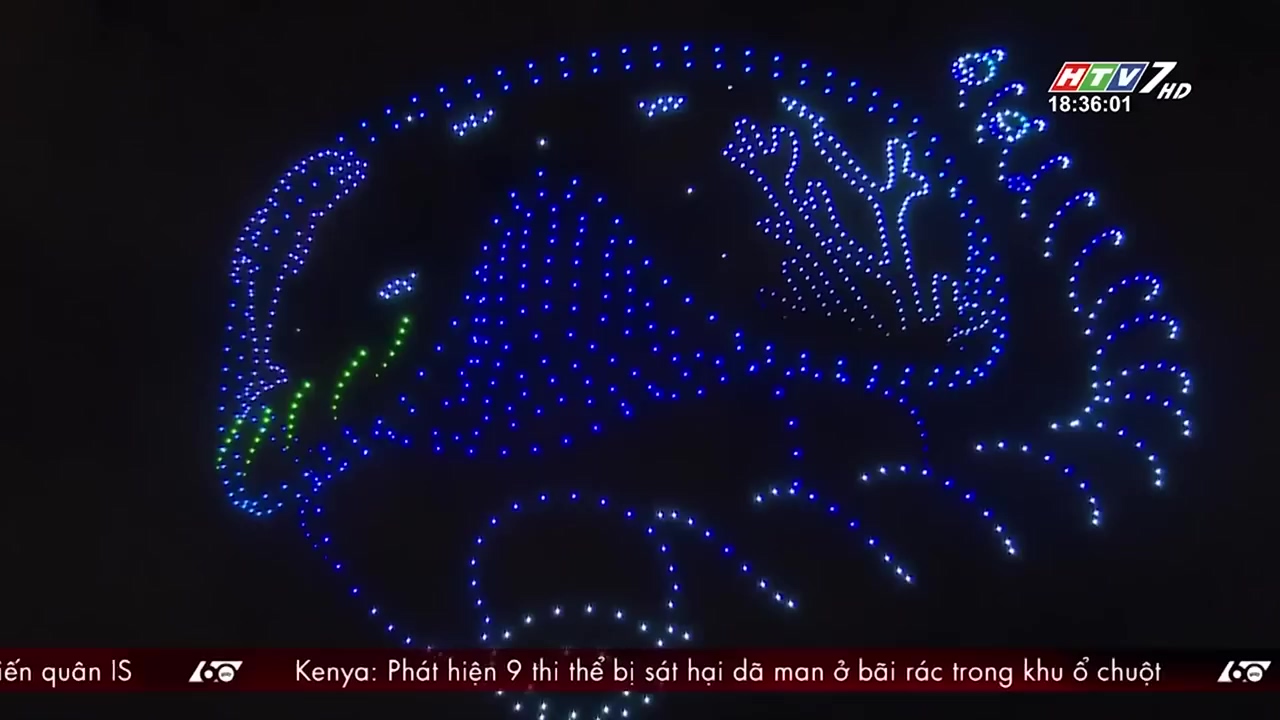 HTV7 HD
18:36:01
iến quân IS 60 Kenya: Phát hiện 9 thi thể bị sát hại dã man ở bãi rác trong khu ổ chuột 60